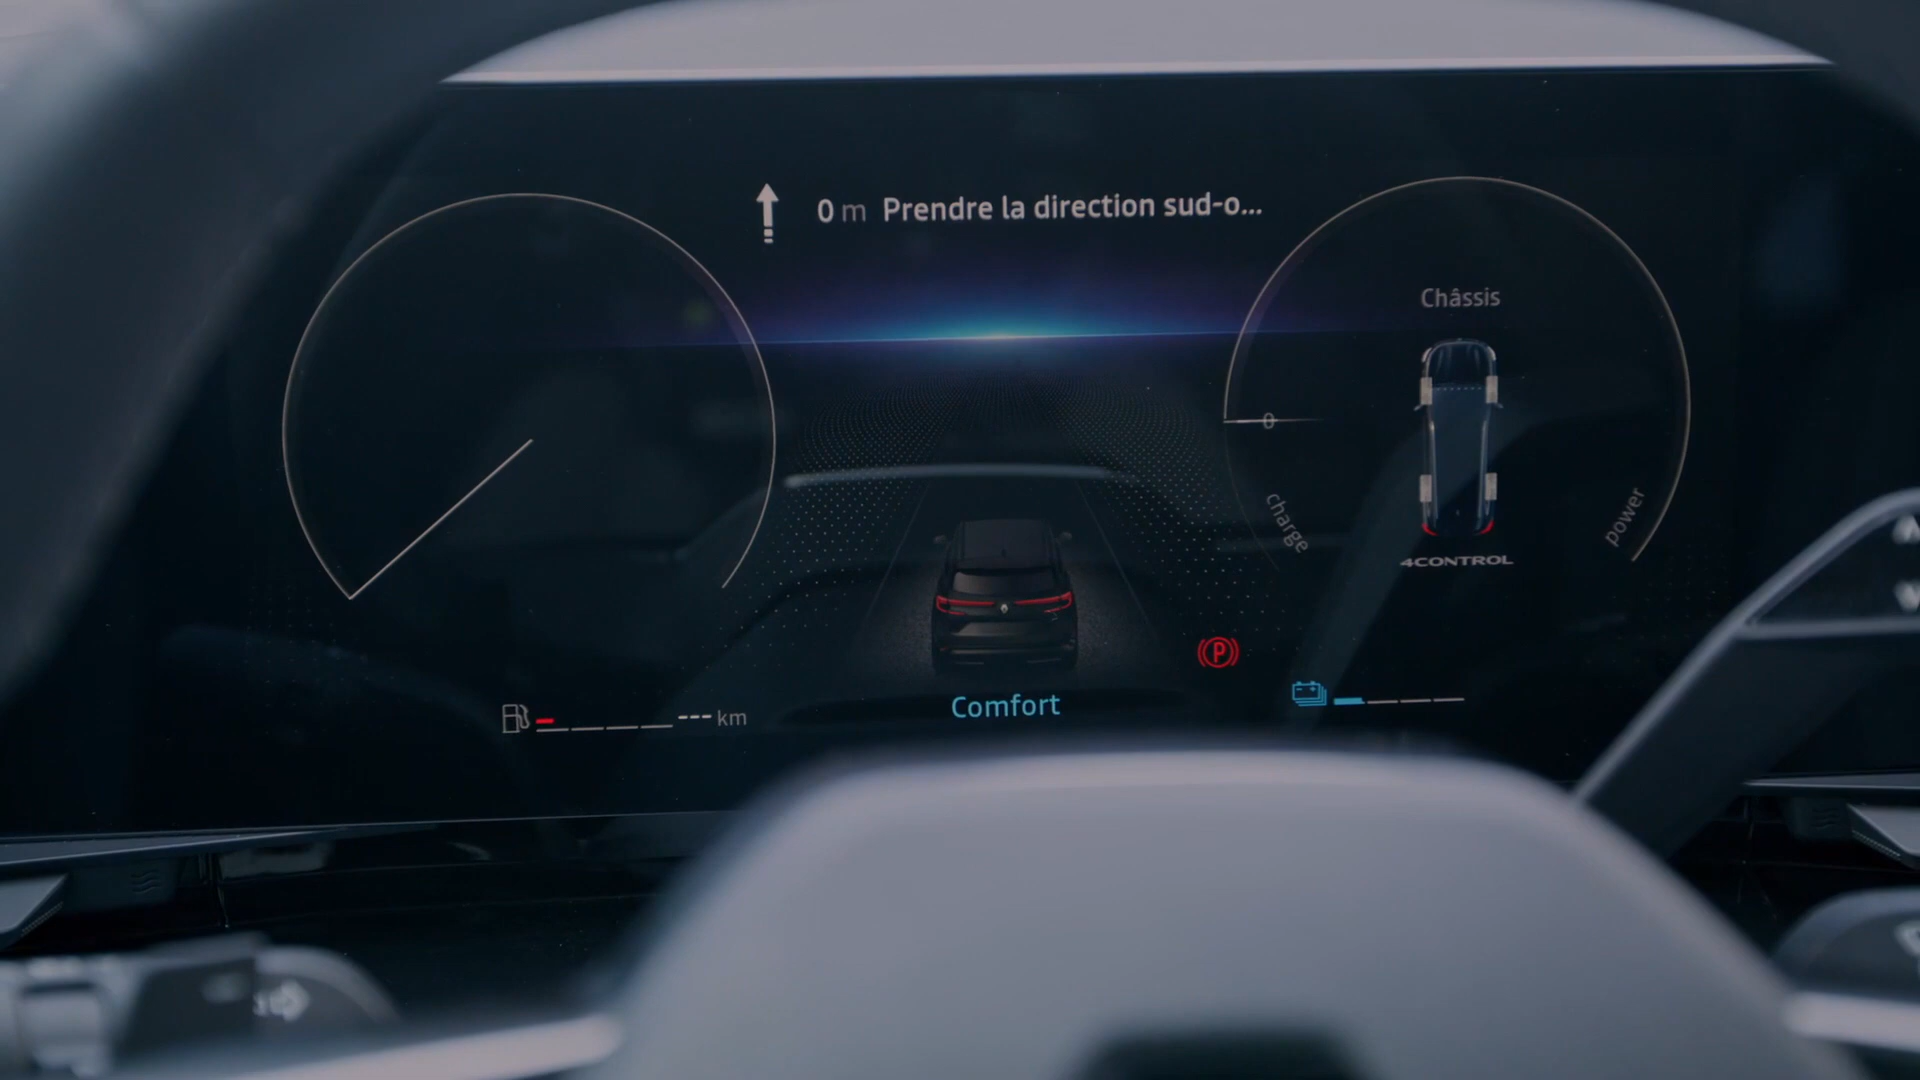 0 m Prendre la direction sud-o...
Châssis
0
charge
power
4CONTROL
P
--- km
Comfort